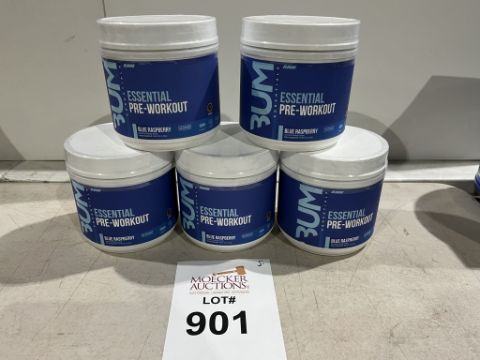 BUM
ESSENTIAL
PRE-WORKOUT
BLUE RASPBERRY
BUM
ESSENTIAL
PRE-WORKOUT
BLUE RASPBERRY
BUM
ESSENTIAL
PRE-WORKOUT
BLUE RASPBERRY
ESSENTIAL
PRE-WORKOUT
BLUE RASPBERRY
BUM
ESSENTIAL
PRE-WORKOUT
BLUE RASPBERRY
MOECKER
AUCTIONS
LOT#
901